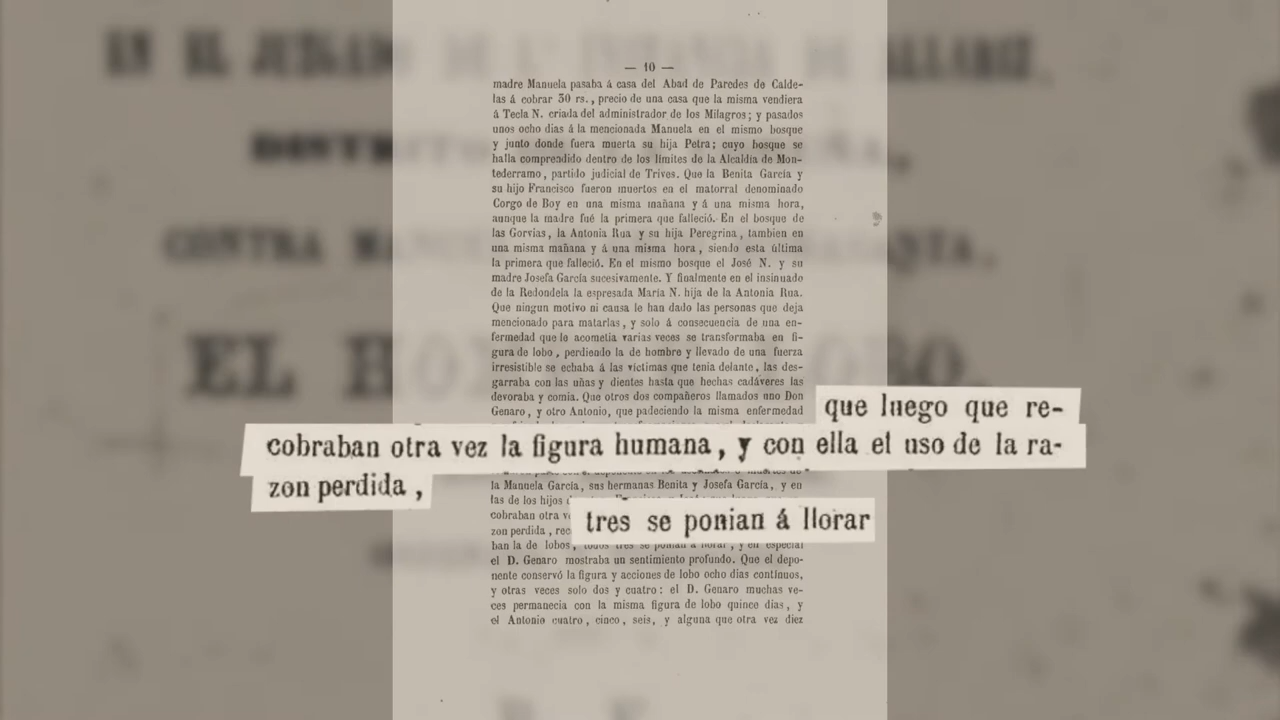 EN EL JUZGADO DE
ALLARIZ
CONTRA
EL HO
— 10 —
madre Manuela pasaba á casa del Abad de Paredes de Calde-
las á cobrar 30 rs., precio de una casa que la misma vendiera
á Tecla N. criada del administrador de los Milagros; y pasados
unos ocho dias á la mencionada Manuela en el mismo bosque
y junto donde fuera muerta su hija Petra; cuyo bosque se
halla comprendido dentro de los límites de la Alcaldía de Mon-
tederramo, partido judicial de Trives. Que la Benita García y
su hijo Francisco fueron muertos en el matorral denominado
Corgo de Boy en una misma mañana y á una misma hora,
aunque la madre fué la primera que falleció. En el bosque de
las Gorvias, la Antonia Rua y su hija Peregrina, tambien en
una misma mañana y á una misma hora, siendo esta última
la primera que falleció. En el mismo bosque el José N. y su
madre Josefa García sucesivamente. Y finalmente en el insinuado
de la Redondela la espresada María N. hija de la Antonia Rua.
Que ningun motivo ni causa le han dado las personas que deja
mencionado para matarlas, y solo á consecuencia de una en-
fermedad que le acometia varias veces se transformaba en fi-
gura de lobo, perdiendo la de hombre y llevado de una fuerza
irresistible se echaba á las víctimas que tenia delante, las des-
garraba con las uñas y dientes hasta que hechas cadáveres las
devoraba y comia. Que otros dos compañeros llamados uno Don
Genaro, y otro Antonio, que padeciendo la misma enfermedad
que luego que re-
cobraban otra vez la figura humana, y con ella el uso de la ra-
zon perdida,
la Manuela García, sus hermanas Benita y Josefa García, y en
las de los hijos
cobraban otra
zon perdida,
tres se ponian á llorar
ban la de lobos, todos tres se ponian á llorar, y en especial
el D. Genaro mostraba un sentimiento profundo. Que el depo-
nente conservó la figura y acciones de lobo ocho dias contínuos,
y otras veces solo dos y cuatro: el D. Genaro muchas ve-
ces permanecia con la misma figura de lobo quince dias, y
el Antonio cuatro, cinco, seis, y alguna que otra vez diez